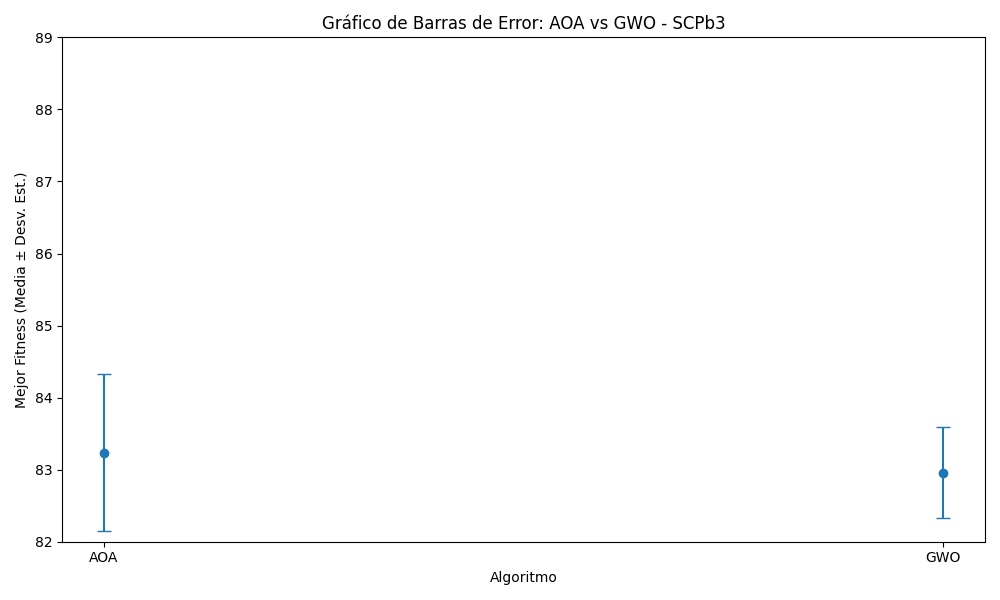 Gráfico de Barras de Error: AOA vs GWO - SCPb3
Mejor Fitness (Media ± Desv. Est.)
89
88
87
86
85
84
83
82
AOA
GWO
Algoritmo